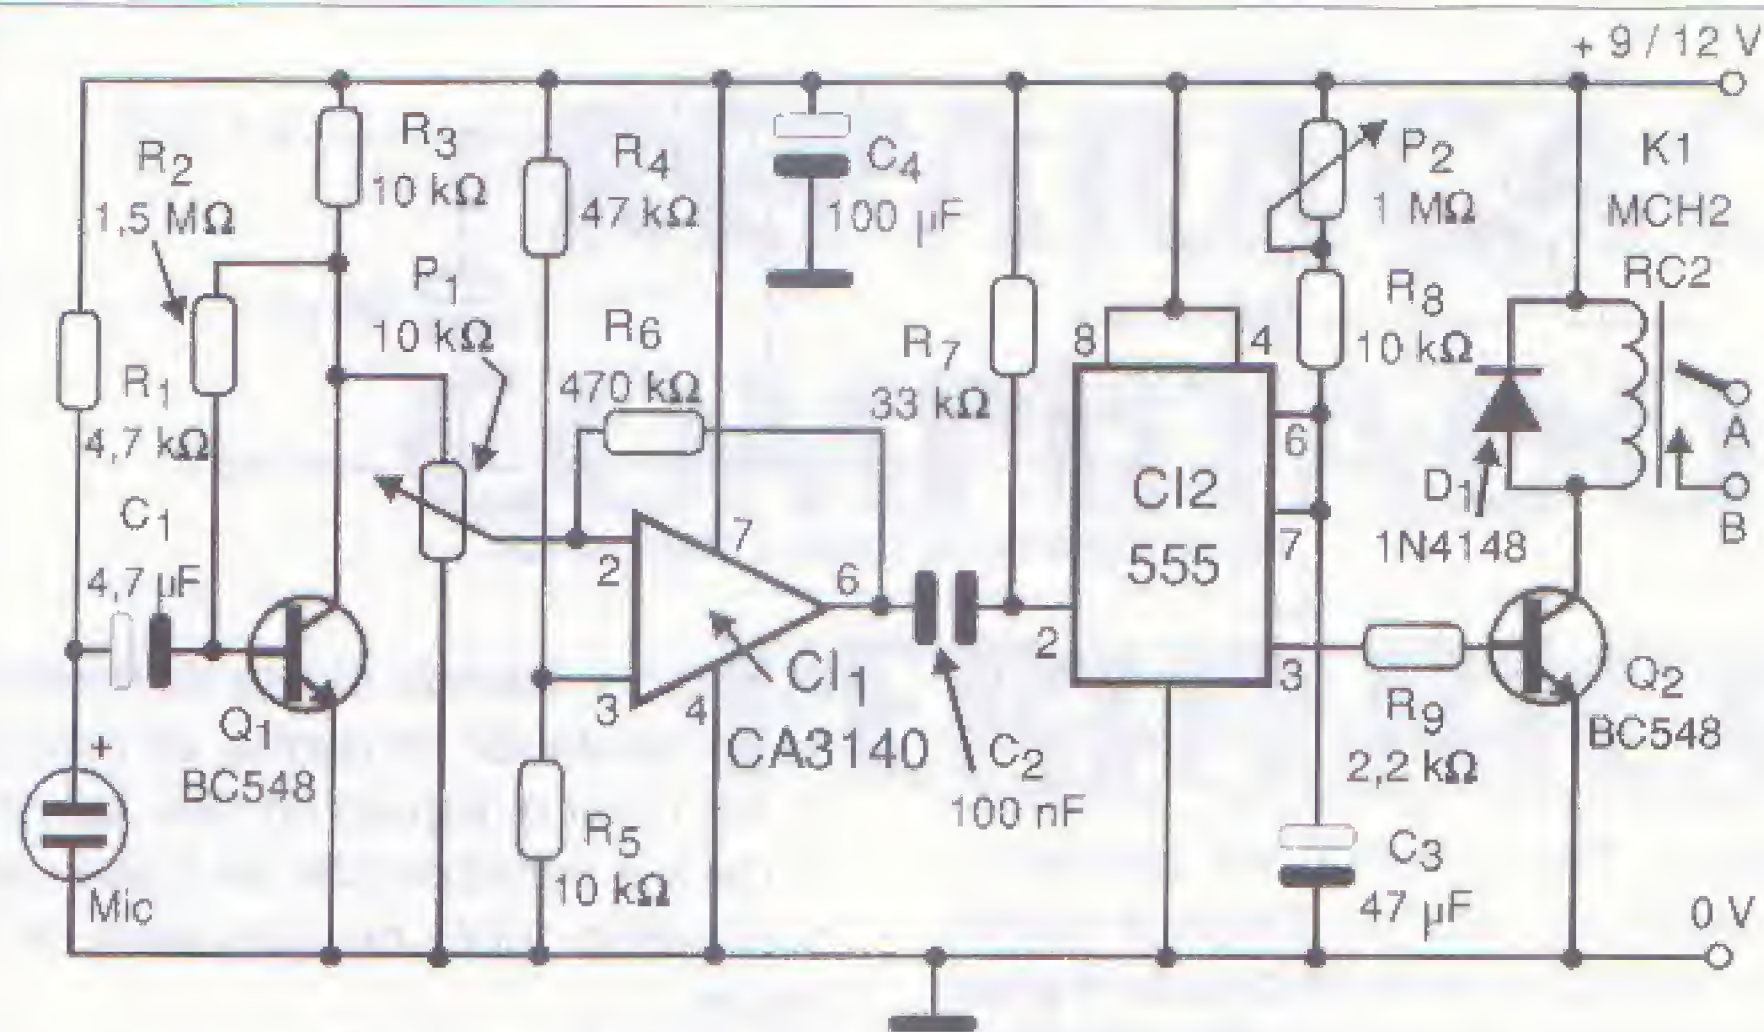 + 9 / 12 V
R2
1,5 MΩ
R3
10 kΩ
R4
47 kΩ
C4
100 µF
P2
1 MΩ
K1
MCH2
RC2
P1
10 kΩ
R6
470 kΩ
R7
33 kΩ
8
4
R8
10 kΩ
R1
4,7 kΩ
C1
4,7 µF
CI2
555
6
7
2
3
D1
1N4148
A
B
2
3
7
4
6
CI1
CA3140
C2
100 nF
Q1
BC548
R9
2,2 kΩ
Q2
BC548
+
Mic
R5
10 kΩ
C3
47 µF
0 V